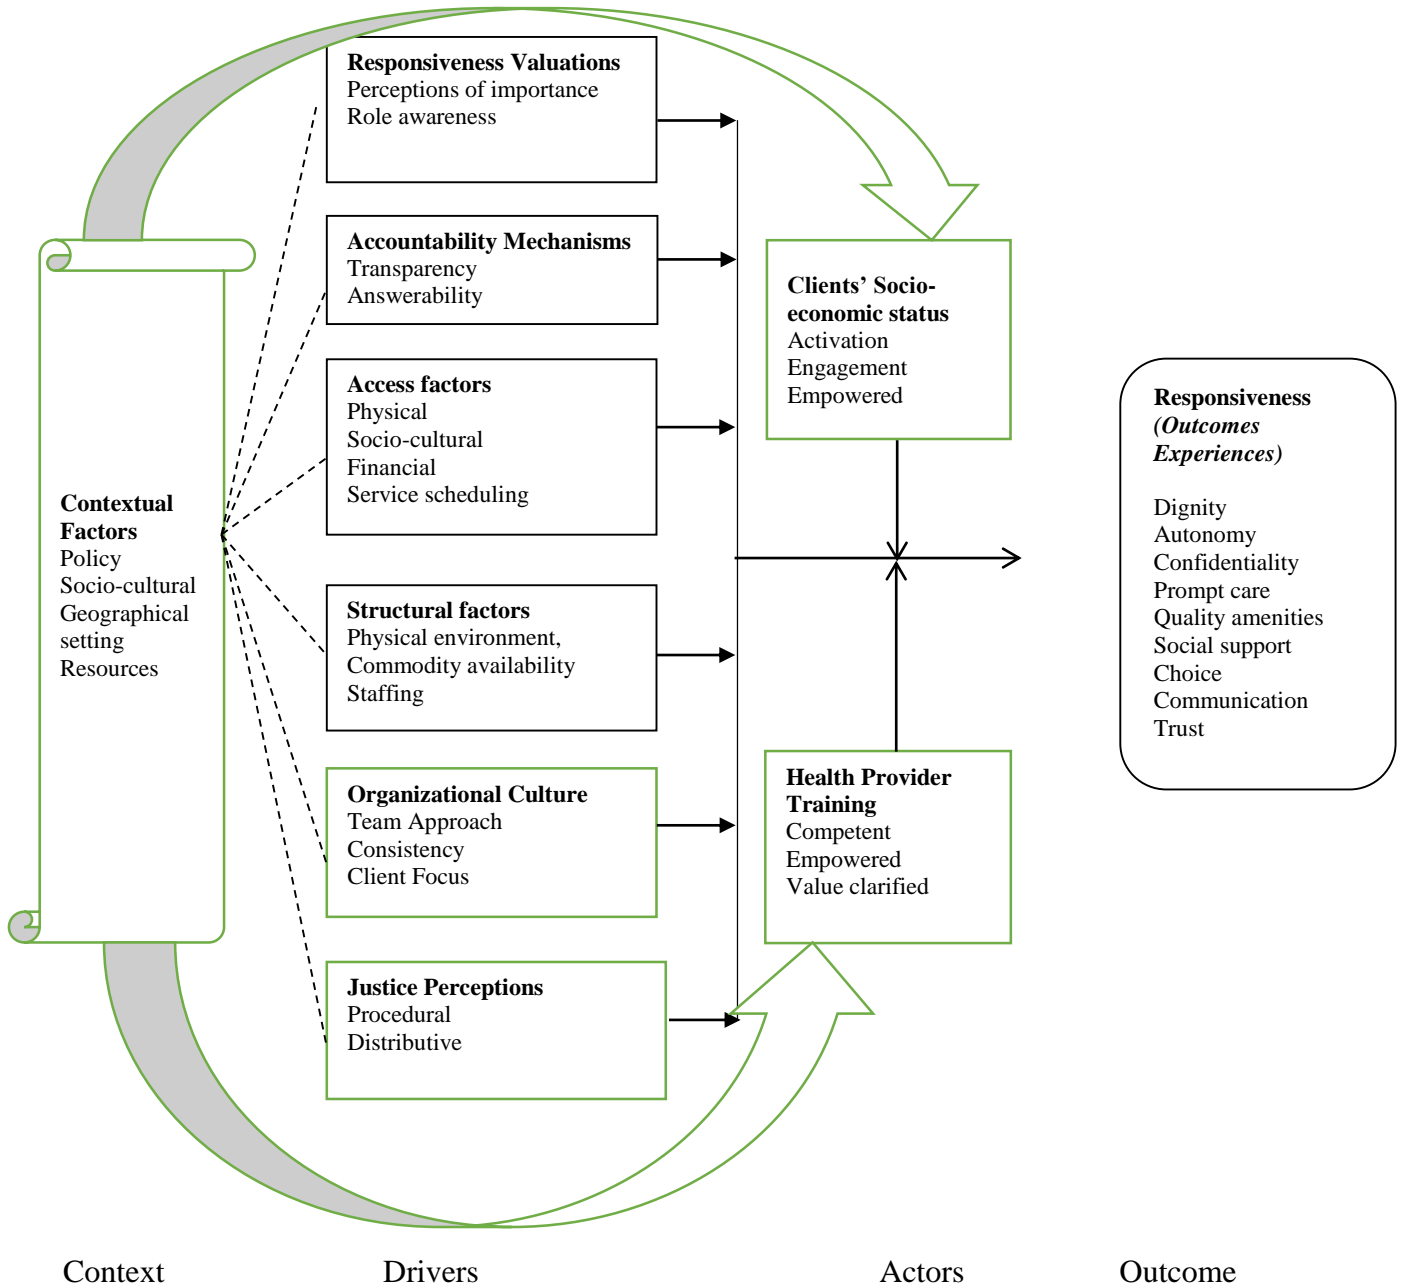 Responsiveness Valuations
Perceptions of importance
Role awareness
Accountability Mechanisms
Transparency
Answerability
Access factors
Physical
Socio-cultural
Financial
Service scheduling
Structural factors
Physical environment,
Commodity availability
Staffing
Organizational Culture
Team Approach
Consistency
Client Focus
Justice Perceptions
Procedural
Distributive
Contextual
Factors
Policy
Socio-cultural
Geographical
setting
Resources
Clients’ Socio-
economic status
Activation
Engagement
Empowered
Health Provider
Training
Competent
Empowered
Value clarified
Responsiveness
(Outcomes
Experiences)
Dignity
Autonomy
Confidentiality
Prompt care
Quality amenities
Social support
Choice
Communication
Trust
Context
Drivers
Actors
Outcome